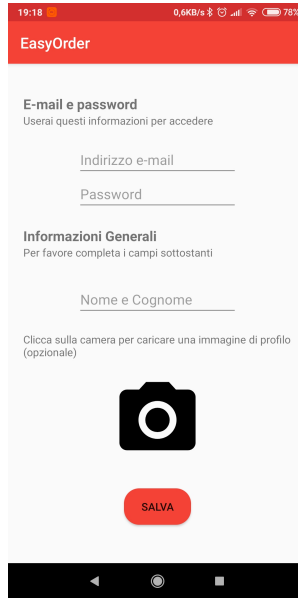 19:18 0,6KB/s 78%
EasyOrder
E-mail e password
Userai questi informazioni per accedere
Indirizzo e-mail
Password
Informazioni Generali
Per favore completa i campi sottostanti
Nome e Cognome
Clicca sulla camera per caricare una immagine di profilo
(opzionale)
SALVA